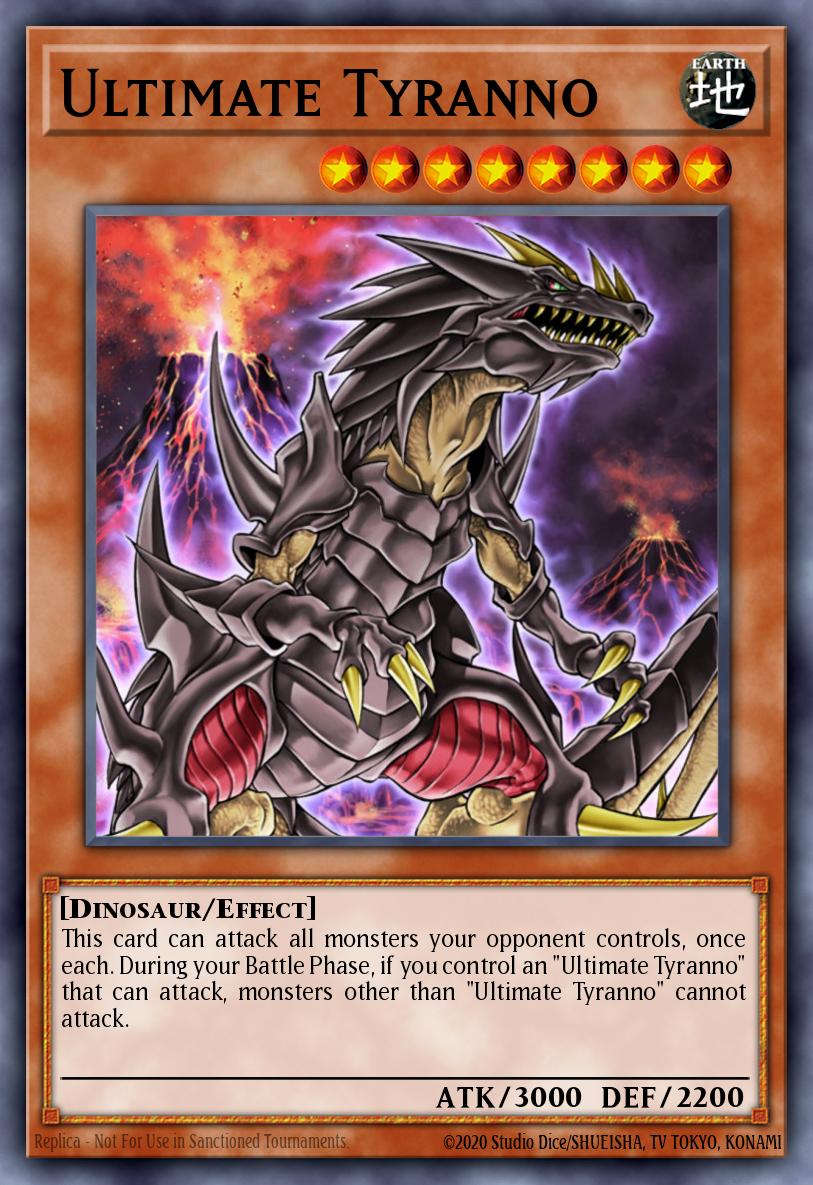 Ultimate Tyranno
EARTH
地
[Dinosaur/Effect]
This card can attack all monsters your opponent controls, once
each. During your Battle Phase, if you control an "Ultimate Tyranno"
that can attack, monsters other than "Ultimate Tyranno" cannot
attack.
ATK/3000 DEF/2200
Replica - Not For Use in Sanctioned Tournaments.
©2020 Studio Dice/SHUEISHA, TV TOKYO, KONAMI